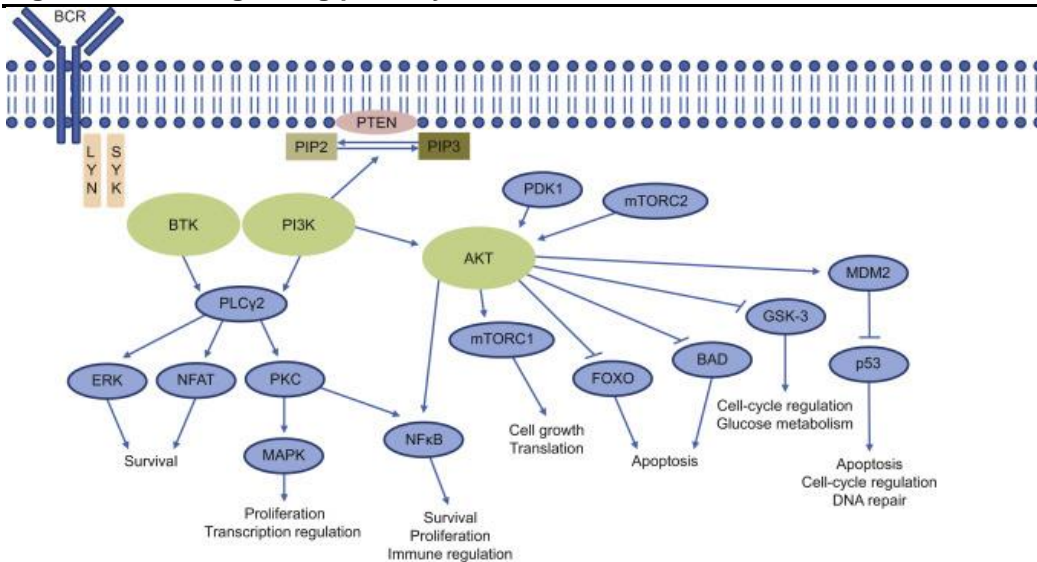 BCR
PTEN
PIP2
PIP3
LYN
SYK
PDK1
mTORC2
BTK
PI3K
AKT
MDM2
PLCγ2
GSK-3
mTORC1
BAD
p53
ERK
NFAT
PKC
FOXO
Cell-cycle regulation
Glucose metabolism
NFκB
Cell growth
Translation
Survival
MAPK
Apoptosis
Apoptosis
Cell-cycle regulation
DNA repair
Proliferation
Transcription regulation
Survival
Proliferation
Immune regulation